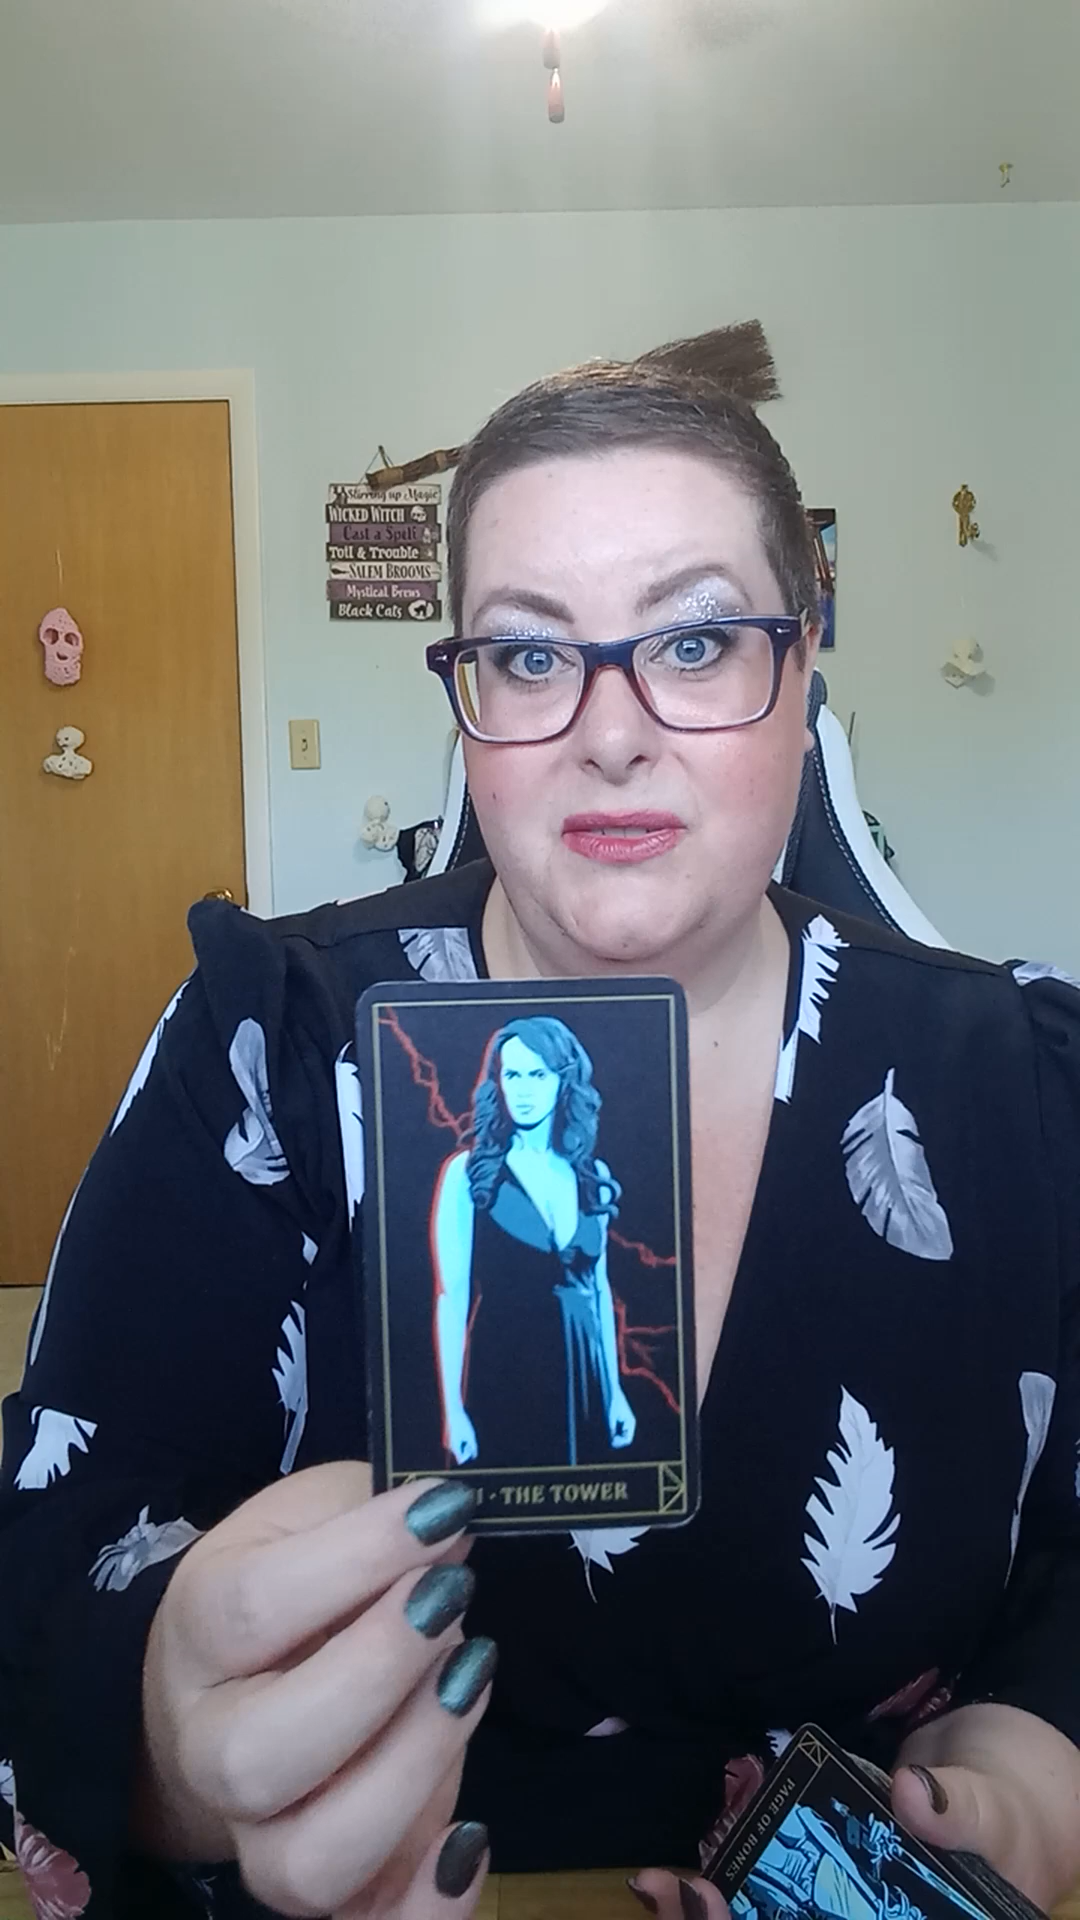 Stirring up Magic
WICKED WITCH
Cast a Spell
Toil & Trouble
SALEM BROOMS
Mystical Brews
Black Cats
I · THE TOWER
PAGE OF BONES